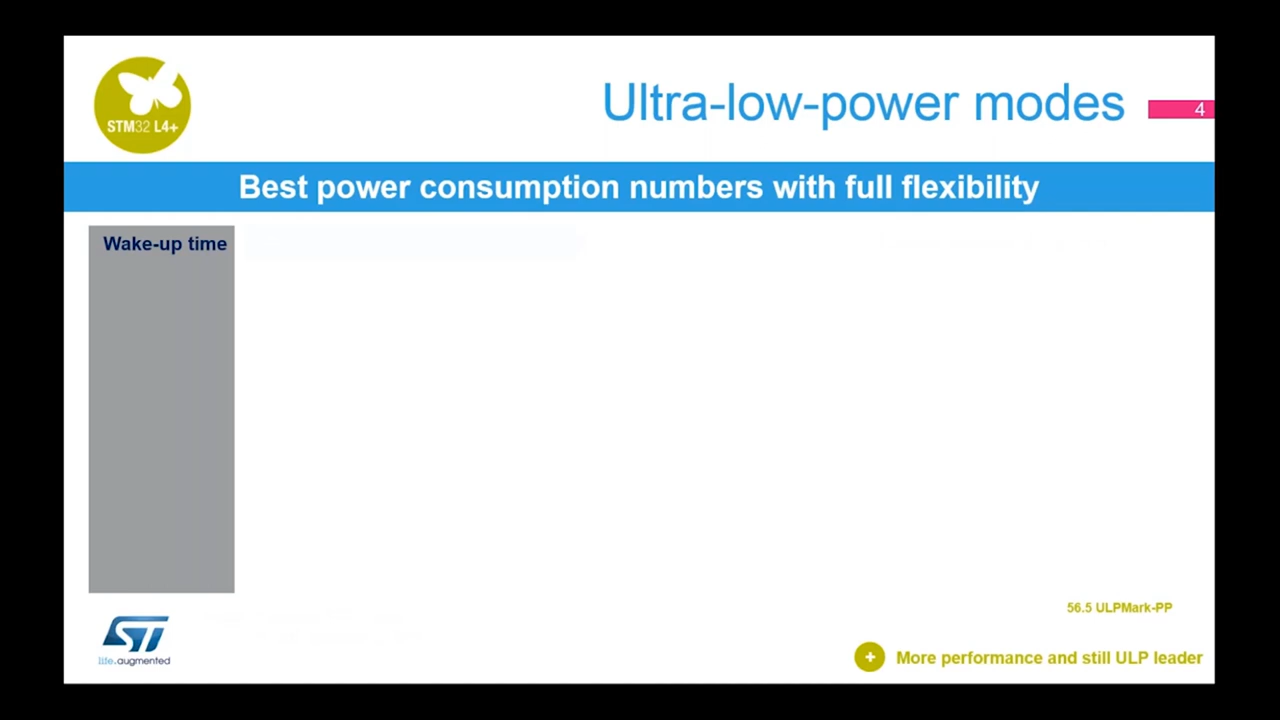 STM32 L4+
Ultra-low-power modes
4
Best power consumption numbers with full flexibility
Wake-up time
56.5 ULPMark-PP
ST
life.augmented
+
More performance and still ULP leader